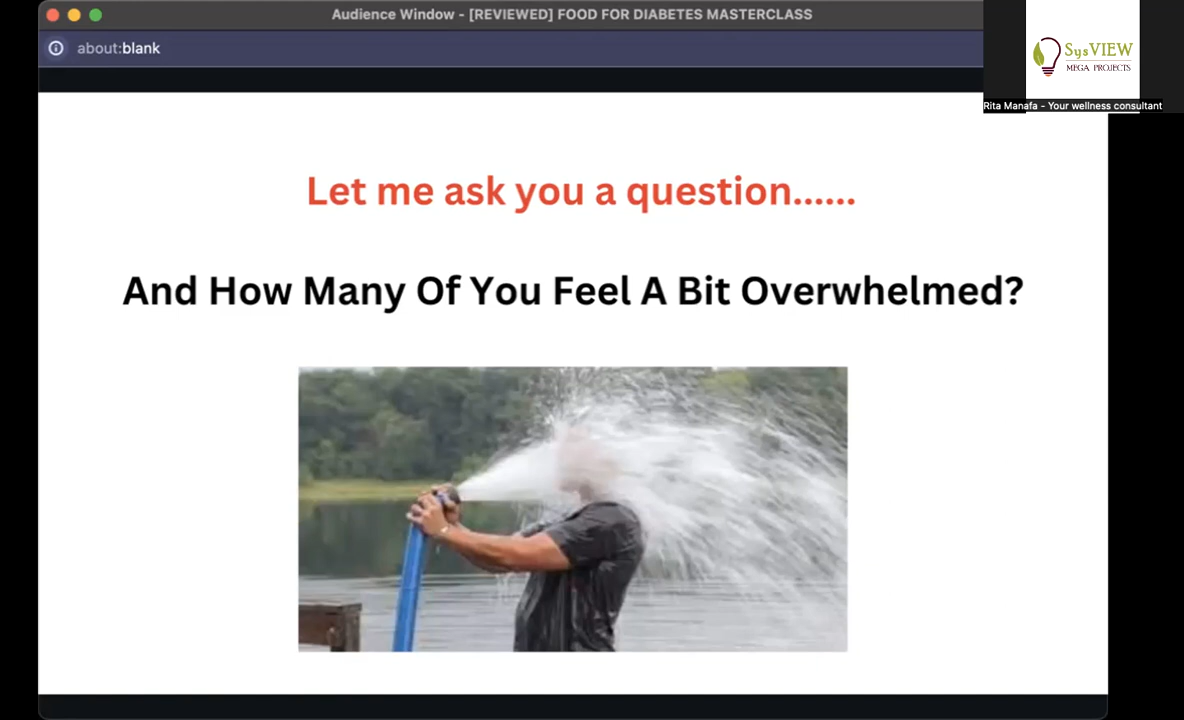 Audience Window - [REVIEWED] FOOD FOR DIABETES MASTERCLASS
about:blank
SysVIEW
MEGA PROJECTS
Rita Manafa - Your wellness consultant
Let me ask you a question......
And How Many Of You Feel A Bit Overwhelmed?